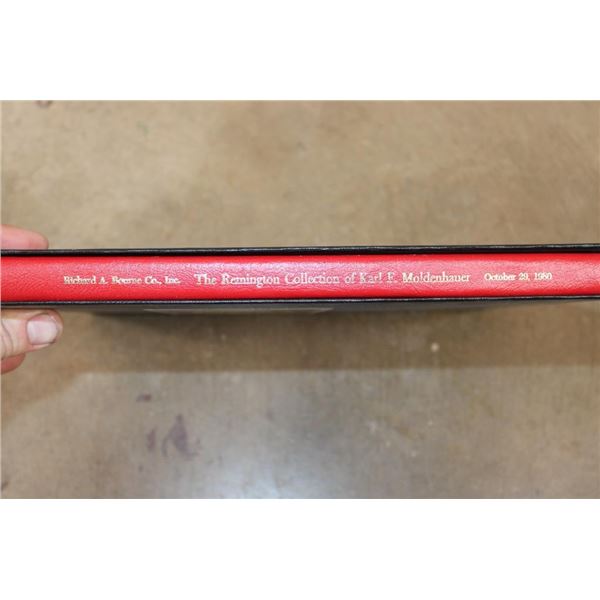 Richard A. Bourne Co., Inc. The Remington Collection of Karl F. Moldenhauer October 29, 1980